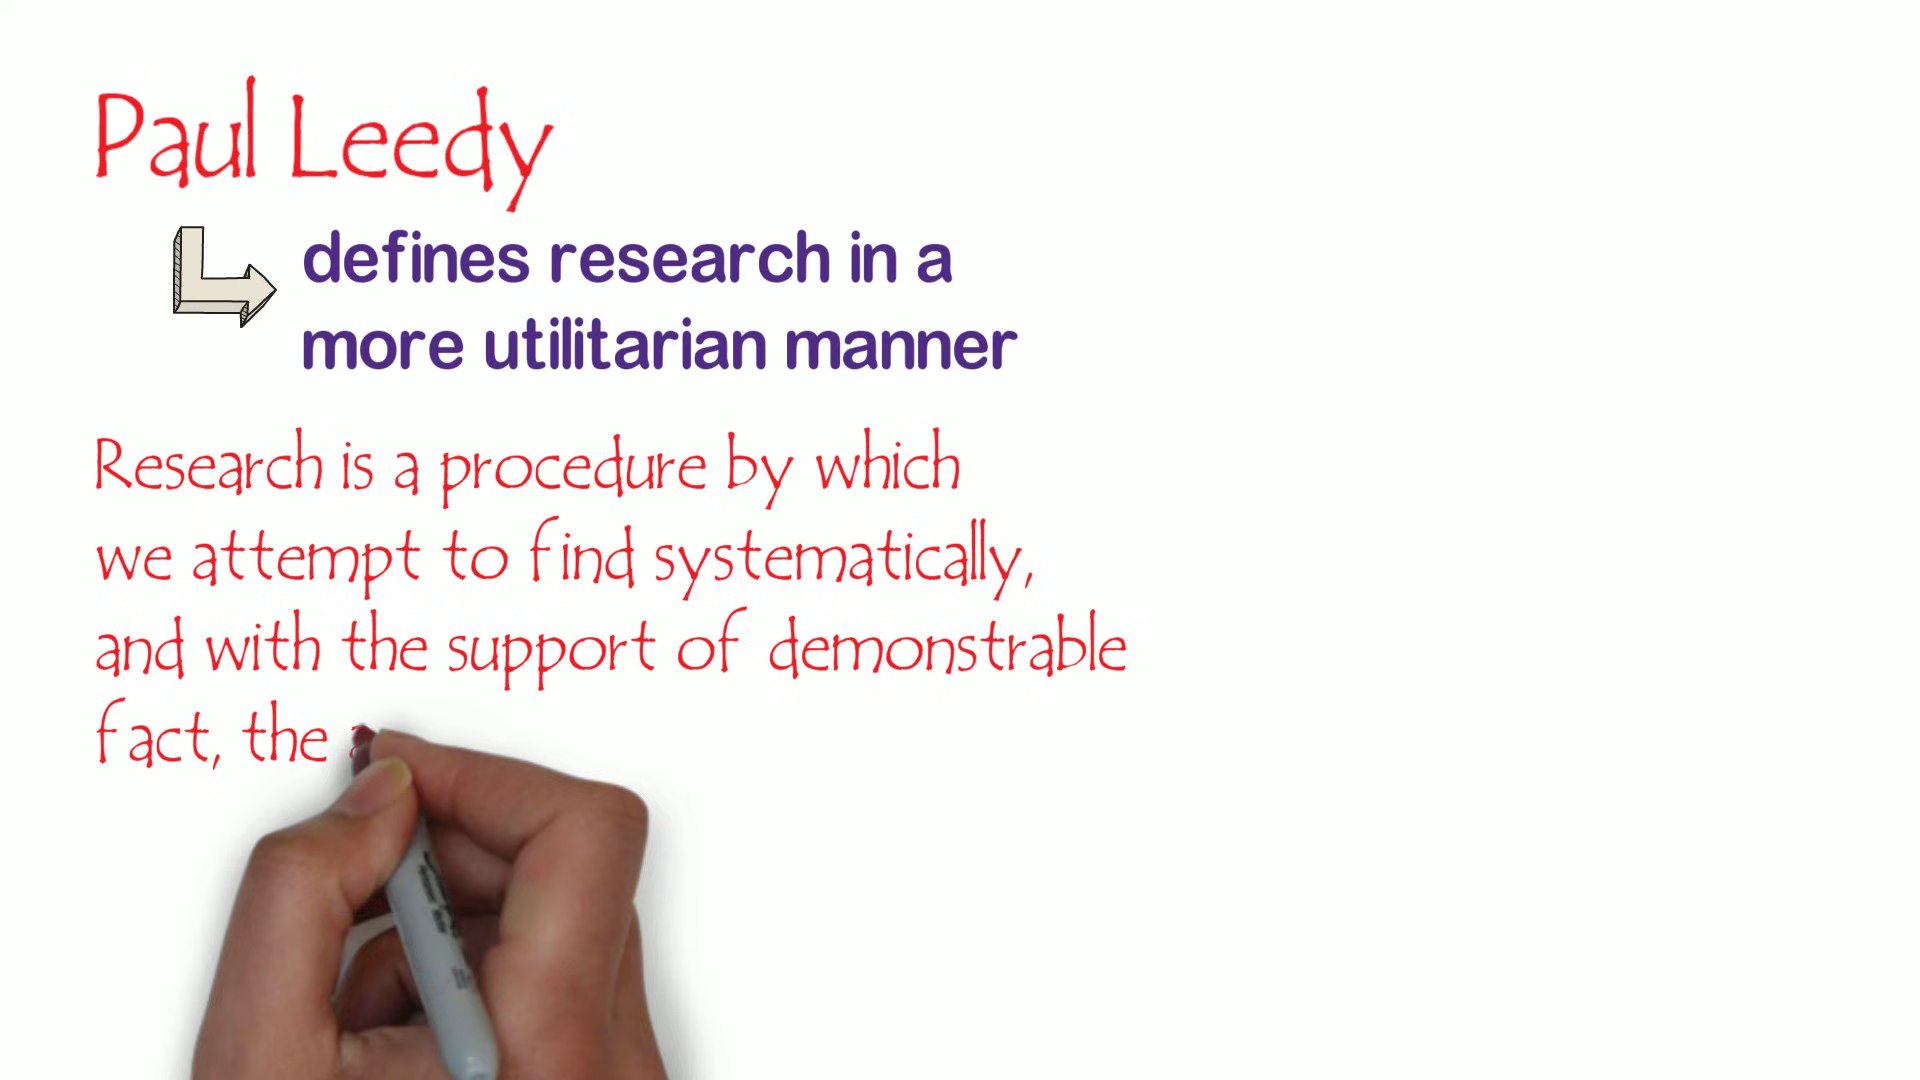 Paul Leedy
defines research in a
more utilitarian manner
Research is a procedure by which
we attempt to find systematically,
and with the support of demonstrable
fact, the